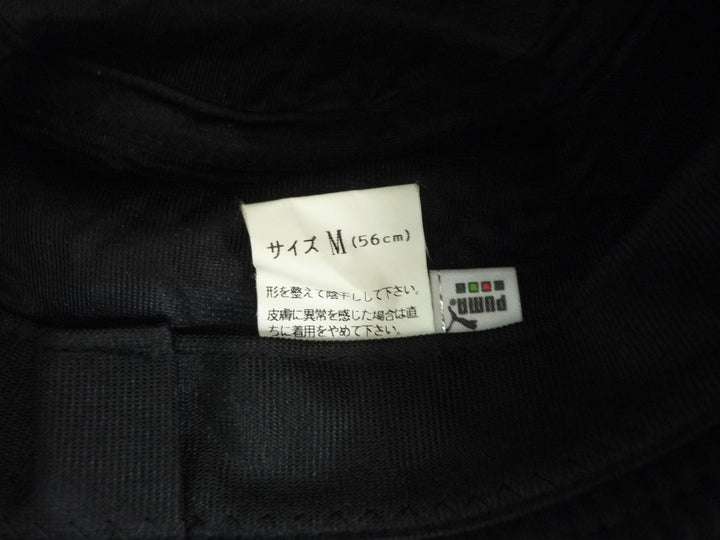 サイズ M (56cm)
形を整えて陰干しして下さい。
皮膚に異常を感じた場合は直
ちに着用をやめて下さい。
PUMA®